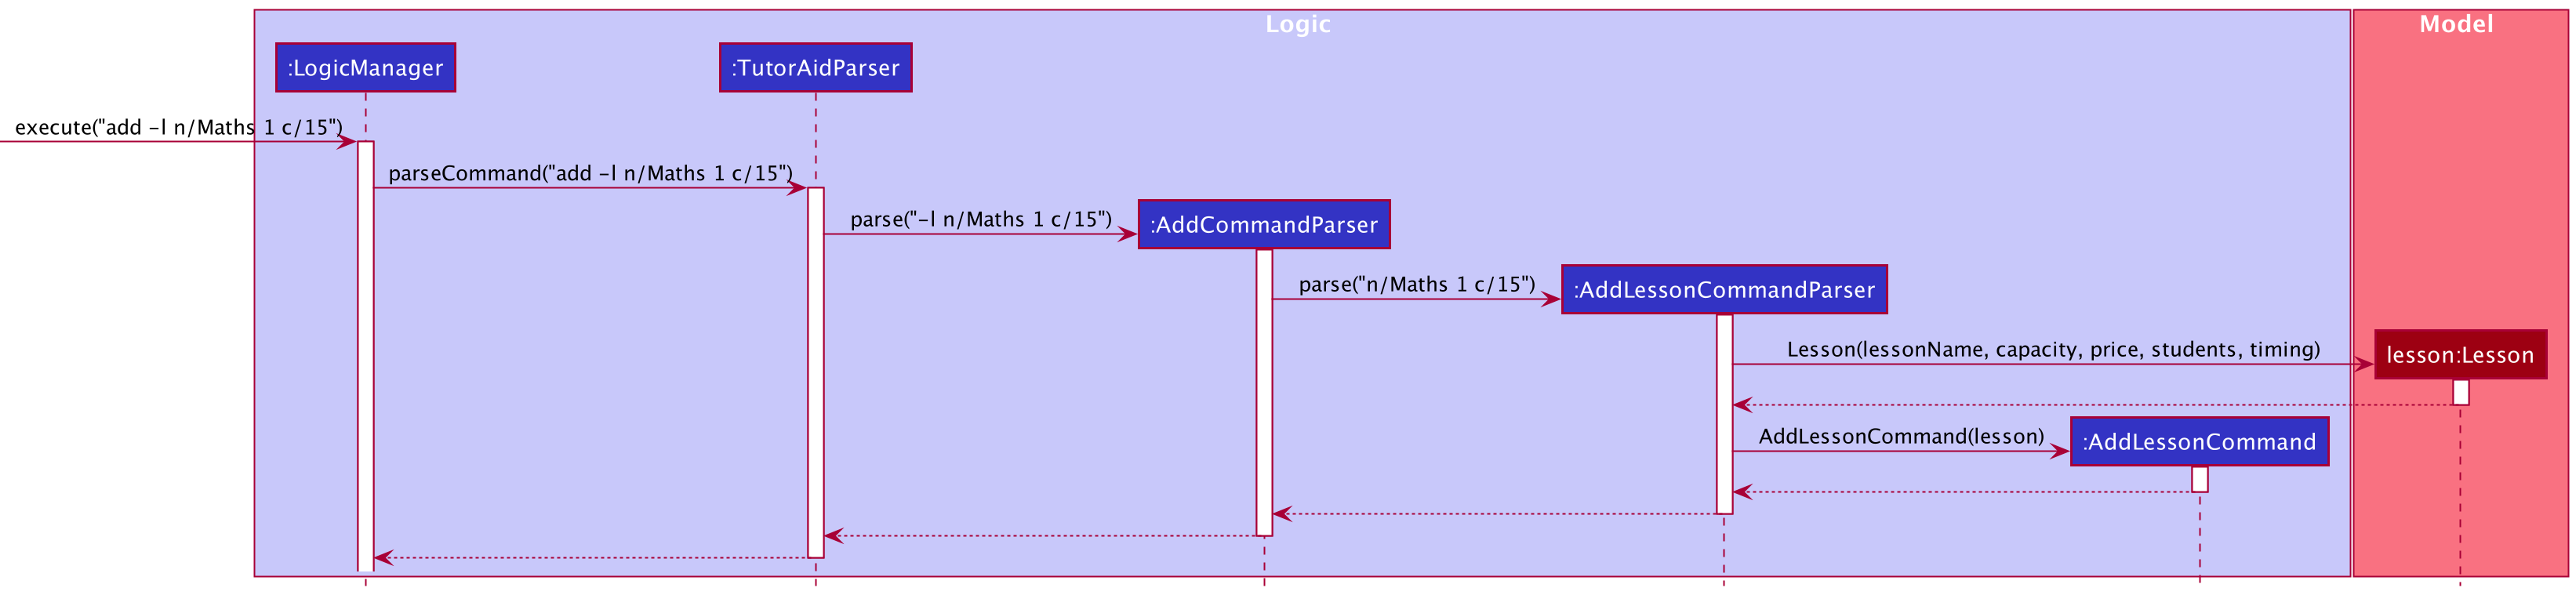 Logic
Model
:LogicManager
:TutorAidParser
execute("add -l n/Maths 1 c/15")
parseCommand("add -l n/Maths 1 c/15")
parse("-l n/Maths 1 c/15")
:AddCommandParser
parse("n/Maths 1 c/15")
:AddLessonCommandParser
Lesson(lessonName, capacity, price, students, timing)
lesson:Lesson
AddLessonCommand(lesson)
:AddLessonCommand